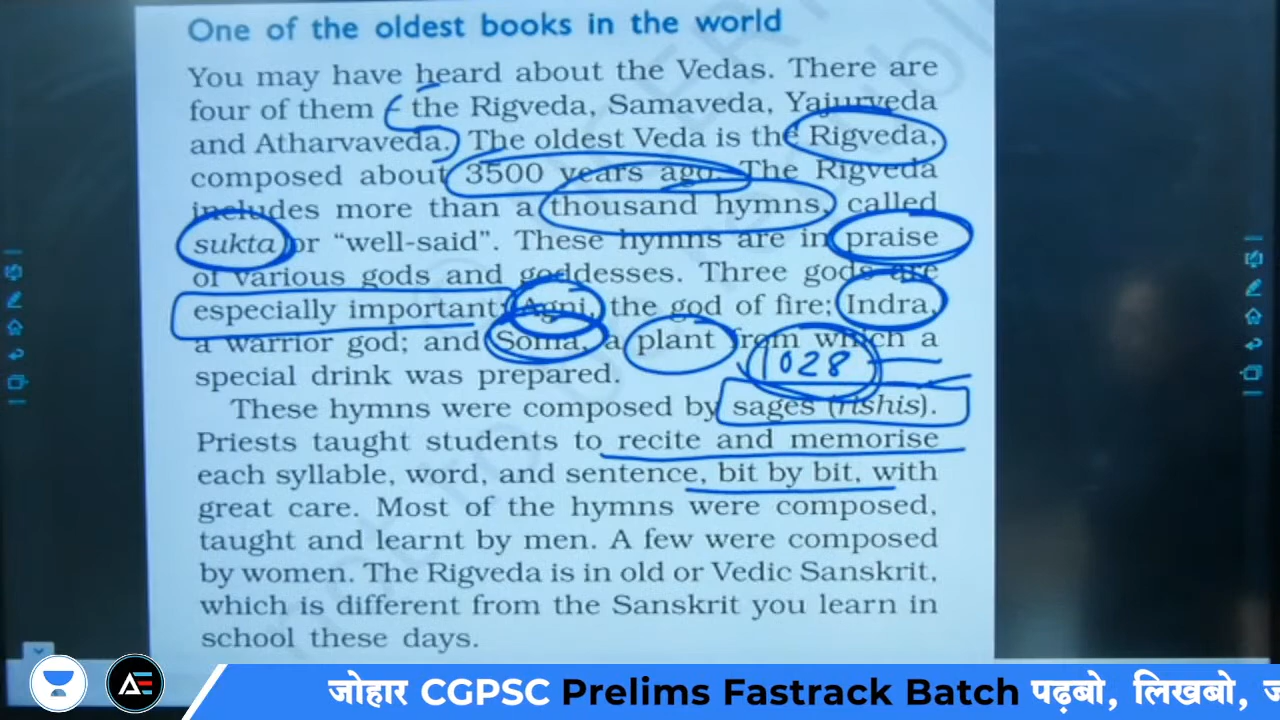 One of the oldest books in the world
You may have heard about the Vedas. There are
four of them – the Rigveda, Samaveda, Yajurveda
and Atharvaveda. The oldest Veda is the Rigveda,
composed about 3500 years ago. The Rigveda
includes more than a thousand hymns, called
sukta or “well-said”. These hymns are in praise
of various gods and goddesses. Three gods are
especially important: Agni, the god of fire; Indra,
a warrior god; and Soma, a plant from which a
1028
special drink was prepared.
These hymns were composed by sages (rishis).
Priests taught students to recite and memorise
each syllable, word, and sentence, bit by bit, with
great care. Most of the hymns were composed,
taught and learnt by men. A few were composed
by women. The Rigveda is in old or Vedic Sanskrit,
which is different from the Sanskrit you learn in
school these days.
जोहार CGPSC Prelims Fastrack Batch पढ़बो, लिखबो,